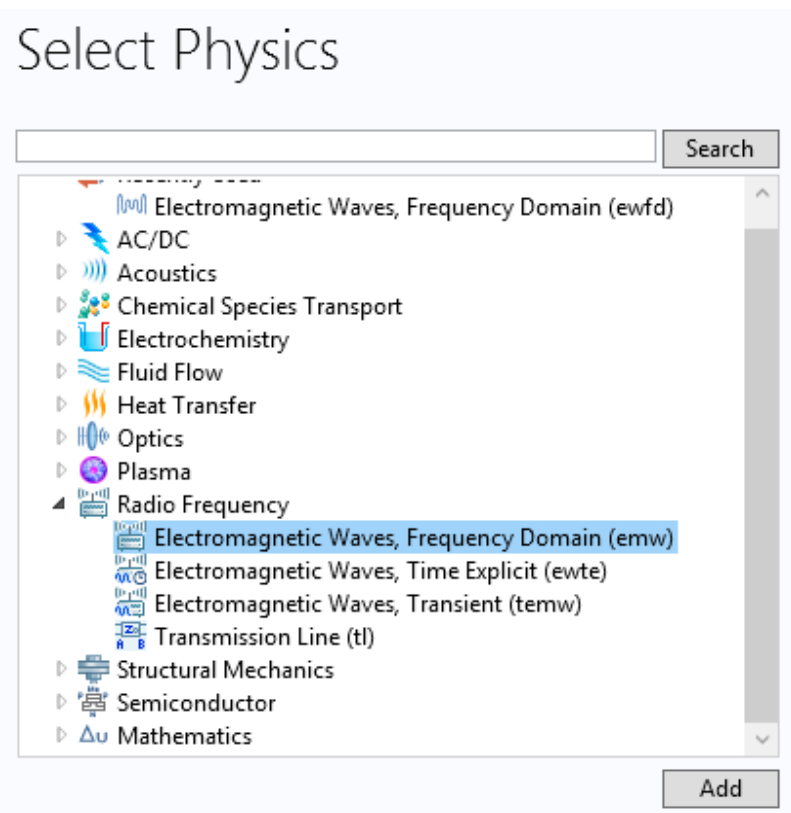 Select Physics
Search
Electromagnetic Waves, Frequency Domain (ewfd)
AC/DC
Acoustics
Chemical Species Transport
Electrochemistry
Fluid Flow
Heat Transfer
Optics
Plasma
Radio Frequency
Electromagnetic Waves, Frequency Domain (emw)
Electromagnetic Waves, Time Explicit (ewte)
Electromagnetic Waves, Transient (temw)
Transmission Line (tl)
Structural Mechanics
Semiconductor
Δu Mathematics
Add